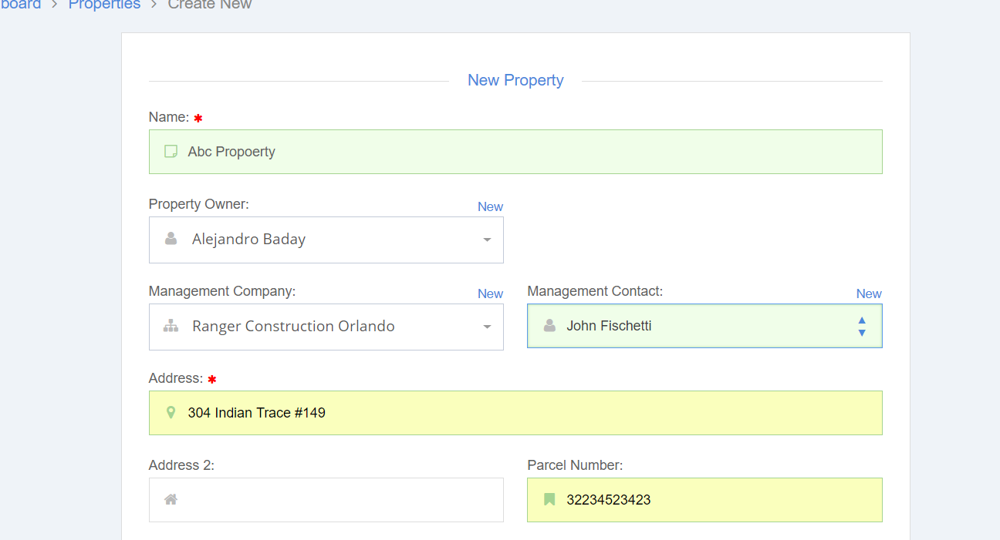 board > Properties > Create New
New Property
Name: *
Abc Propoerty
Property Owner: New
Alejandro Baday
Management Company: New Management Contact: New
Ranger Construction Orlando John Fischetti
Address: *
304 Indian Trace #149
Address 2: Parcel Number:
32234523423